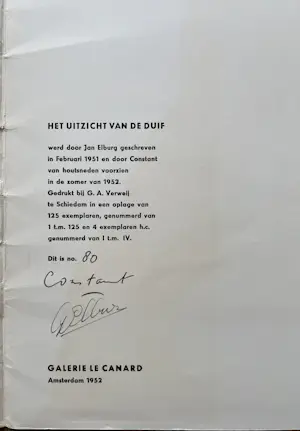 HET UITZICHT VAN DE DUIF
werd door Jan Elburg geschreven
in Februari 1951 en door Constant
van houtsneden voorzien
in de zomer van 1952.
Gedrukt bij G. A. Verweij
te Schiedam in een oplage van
125 exemplaren, genummerd van
1 t.m. 125 en 4 exemplaren h.c.
genummerd van I t.m. IV.
Dit is no. 80
Constant
GALERIE LE CANARD
Amsterdam 1952